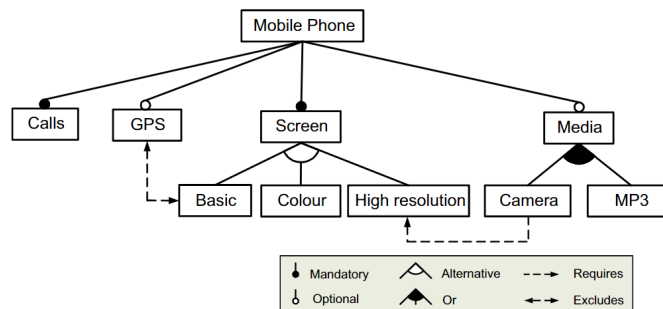 Mobile Phone
Calls
GPS
Screen
Media
Basic
Colour
High resolution
Camera
MP3
Mandatory
Alternative
Requires
Optional
Or
Excludes